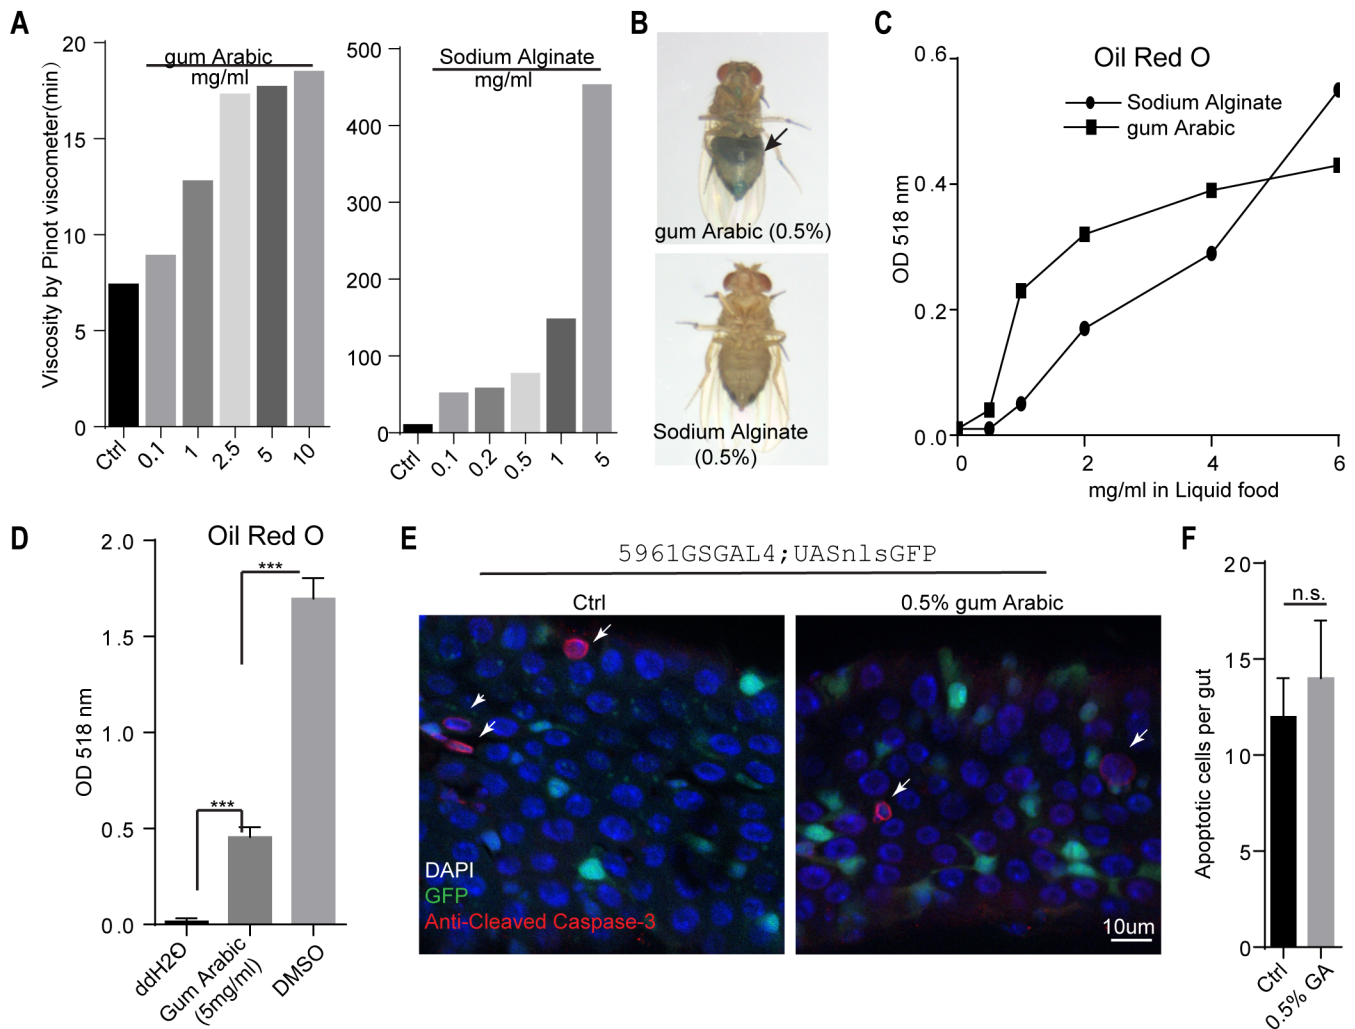 A
gum Arabic
mg/ml
Viscosity by Pinot viscometer(min)
20
15
10
5
0
Ctrl
0.1
1
2.5
5
10
Sodium Alginate
mg/ml
500
400
300
200
100
0
Ctrl
0.1
0.2
0.5
1
5
B
gum Arabic (0.5%)
Sodium Alginate
(0.5%)
C
Oil Red O
Sodium Alginate
gum Arabic
OD 518 nm
0.6
0.4
0.2
0.0
0
2
4
6
mg/ml in Liquid food
D
Oil Red O
OD 518 nm
2.0
1.5
1.0
0.5
0.0
***
***
ddH2O
Gum Arabic
(5mg/ml)
DMSO
E
5961GSGAL4;UASnlsGFP
Ctrl
0.5% gum Arabic
DAPI
GFP
Anti-Cleaved Caspase-3
10um
F
Apoptotic cells per gut
20
15
10
5
0
n.s.
Ctrl
0.5% GA